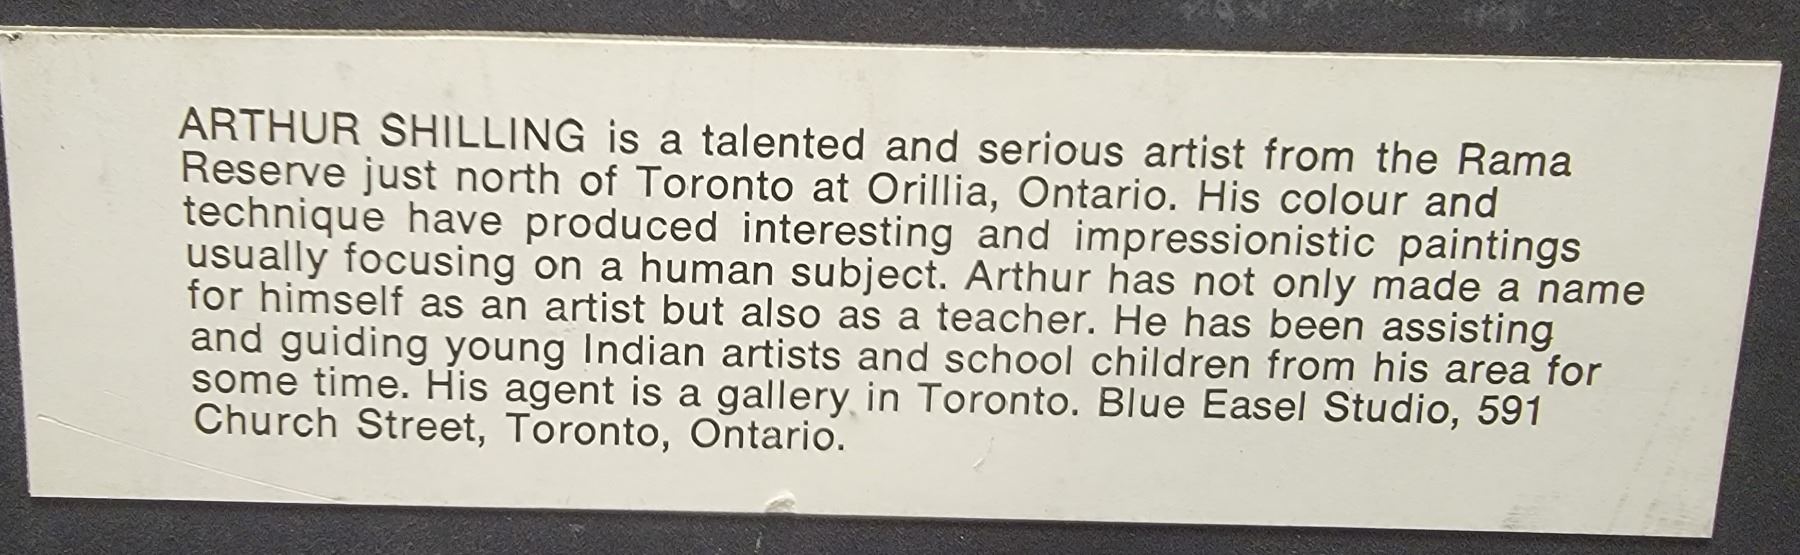 ARTHUR SHILLING is a talented and serious artist from the Rama
Reserve just north of Toronto at Orillia, Ontario. His colour and
technique have produced interesting and impressionistic paintings
usually focusing on a human subject. Arthur has not only made a name
for himself as an artist but also as a teacher. He has been assisting
and guiding young Indian artists and school children from his area for
some time. His agent is a gallery in Toronto. Blue Easel Studio, 591
Church Street, Toronto, Ontario.